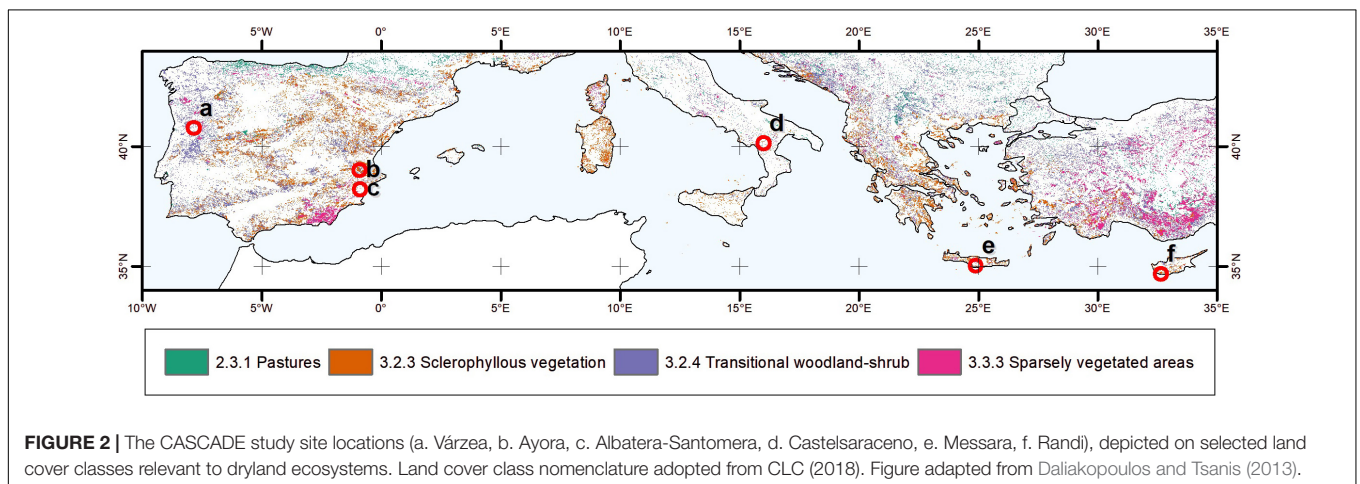 5°W 0° 5°E 10°E 15°E 20°E 25°E 30°E 35°E
a
d
40°N 40°N
b
c
e
f
35°N 35°N
10°W 5°W 0° 5°E 10°E 15°E 20°E 25°E 30°E 35°E
2.3.1 Pastures 3.2.3 Sclerophyllous vegetation 3.2.4 Transitional woodland-shrub 3.3.3 Sparsely vegetated areas
FIGURE 2 | The CASCADE study site locations (a. Várzea, b. Ayora, c. Albatera-Santomera, d. Castelsaraceno, e. Messara, f. Randi), depicted on selected land
cover classes relevant to dryland ecosystems. Land cover class nomenclature adopted from CLC (2018). Figure adapted from Daliakopoulos and Tsanis (2013).